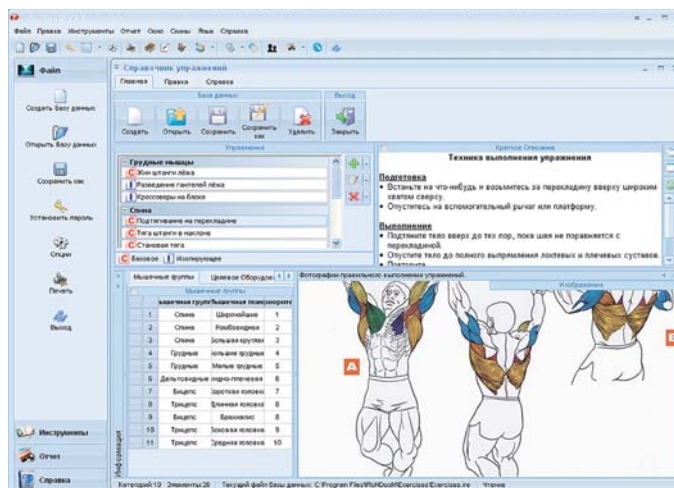 Файл Правка Инструменты Отчет Окно Скины Язык Справка
Файл
Создать Базу данных
Открыть Базу данных
Сохранить как
Установить пароль
Опции
Печать
Выход
Инструменты
Отчет
Справка
Справочник упражнений
Главная Правка Справка
База данных Выход
Создать Открыть Сохранить Сохранить как Удалить Закрыть
Упражнения
Грудные мышцы
С Жим штанги лёжа
І Разведение гантелей лёжа
І Кроссоверы на блоке
Спина
С Подтягивание на перекладине
С Тяга штанги в наклоне
С Становая тяга
С Базовое І Изолирующее
Краткое Описание
Техника выполнения упражнения
Подготовка
• Встаньте на что-нибудь и возьмитесь за перекладину вверху широким
хватом сверху.
• Опуститесь на вспомогательный рычаг или платформу.
Выполнение
• Подтяните тело вверх до тех пор, пока шея не поравняется с
перекладиной.
• Опустите тело до полного выпрямления локтевых и плечевых суставов.
Мышечные группы Целевое Оборудо
Мышечные группы
1 Спина Широчайшие 1
2 Спина Ромбовидная 2
3 Спина Большая круглая 3
4 Грудные Большие грудные 4
5 Грудные Малые грудные 5
6 Дельтовидные 6
7 Бицепс Короткая головка 7
8 Трицепс Длинная головка 8
9 Бицепс Брахиалис 8
10 Трицепс Боковая головка 9
11 Трицепс Средняя головка 10
Информация
Фотографии правильного выполнения упражнений.
Изображения
A
Категорий:10 Элементы:26 Текущий файл Базы данных: C:\Program Files\RoNDooM\Exercises\Exercises.ire Чтение